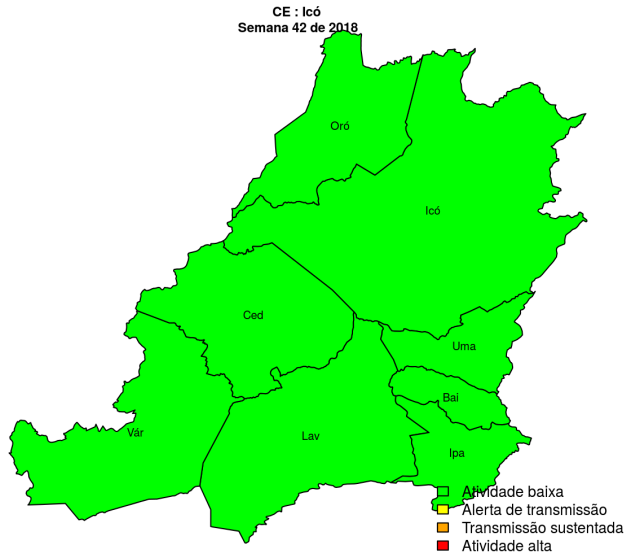 CE : Icó
Semana 42 de 2018
Oró
Icó
Ced
Uma
Bai
Vár
Lav
Ipa
Atividade baixa
Alerta de transmissão
Transmissão sustentada
Atividade alta